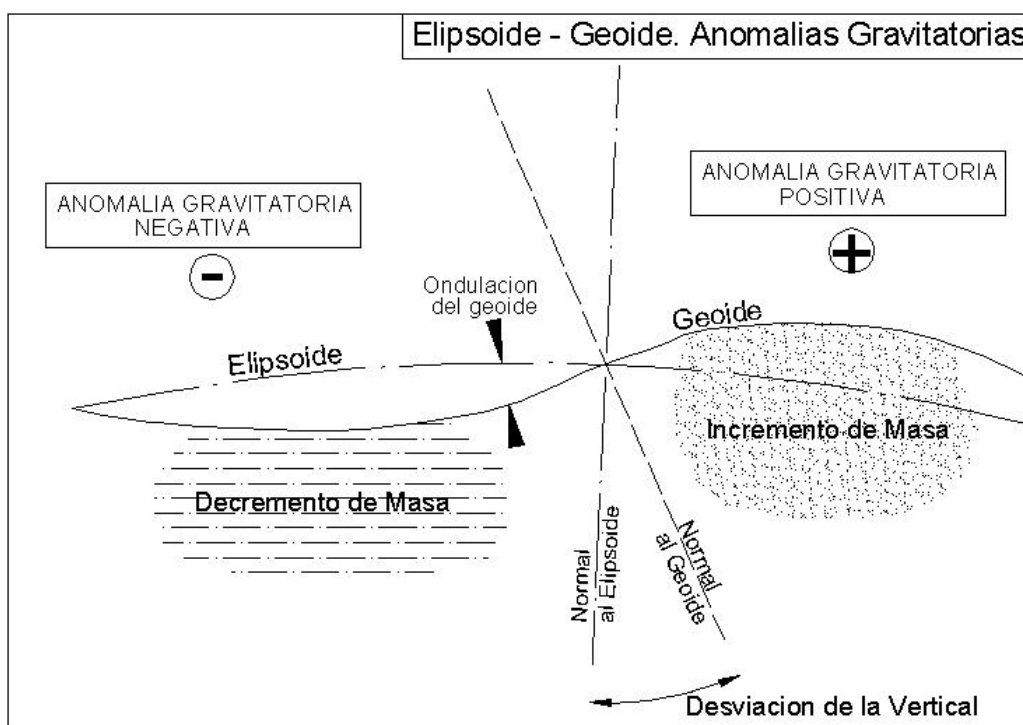 Elipsoide - Geoide. Anomalias Gravitatorias
ANOMALIA GRAVITATORIA
NEGATIVA
-
ANOMALIA GRAVITATORIA
POSITIVA
+
Ondulacion
del geoide
Elipsoide
Geoide
Decremento de Masa
Incremento de Masa
Normal
al Elipsoide
Normal
al Geoide
Desviacion de la Vertical